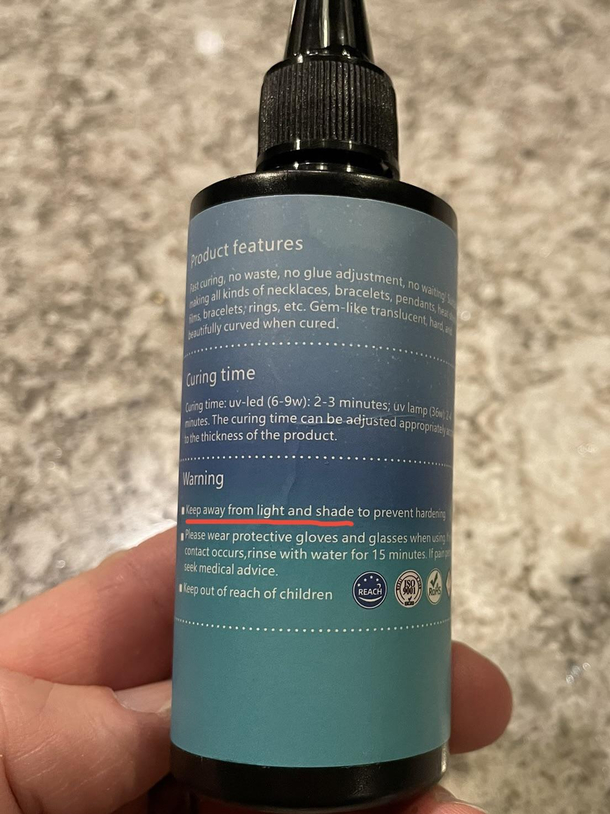 Product features
Fast curing, no waste, no glue adjustment, no waiting!
making all kinds of necklaces, bracelets, pendants,
films, bracelets, rings, etc. Gem-like translucent, hard,
beautifully curved when cured.
Curing time
Curing time: uv-led (6-9w): 2-3 minutes; uv lamp (36w)
minutes. The curing time can be adjusted appropriately
to the thickness of the product.
Warning
Keep away from light and shade to prevent hardening
Please wear protective gloves and glasses when using
contact occurs,rinse with water for 15 minutes. If
seek medical advice.
Keep out of reach of children
REACH
ISO
9001
RoHS